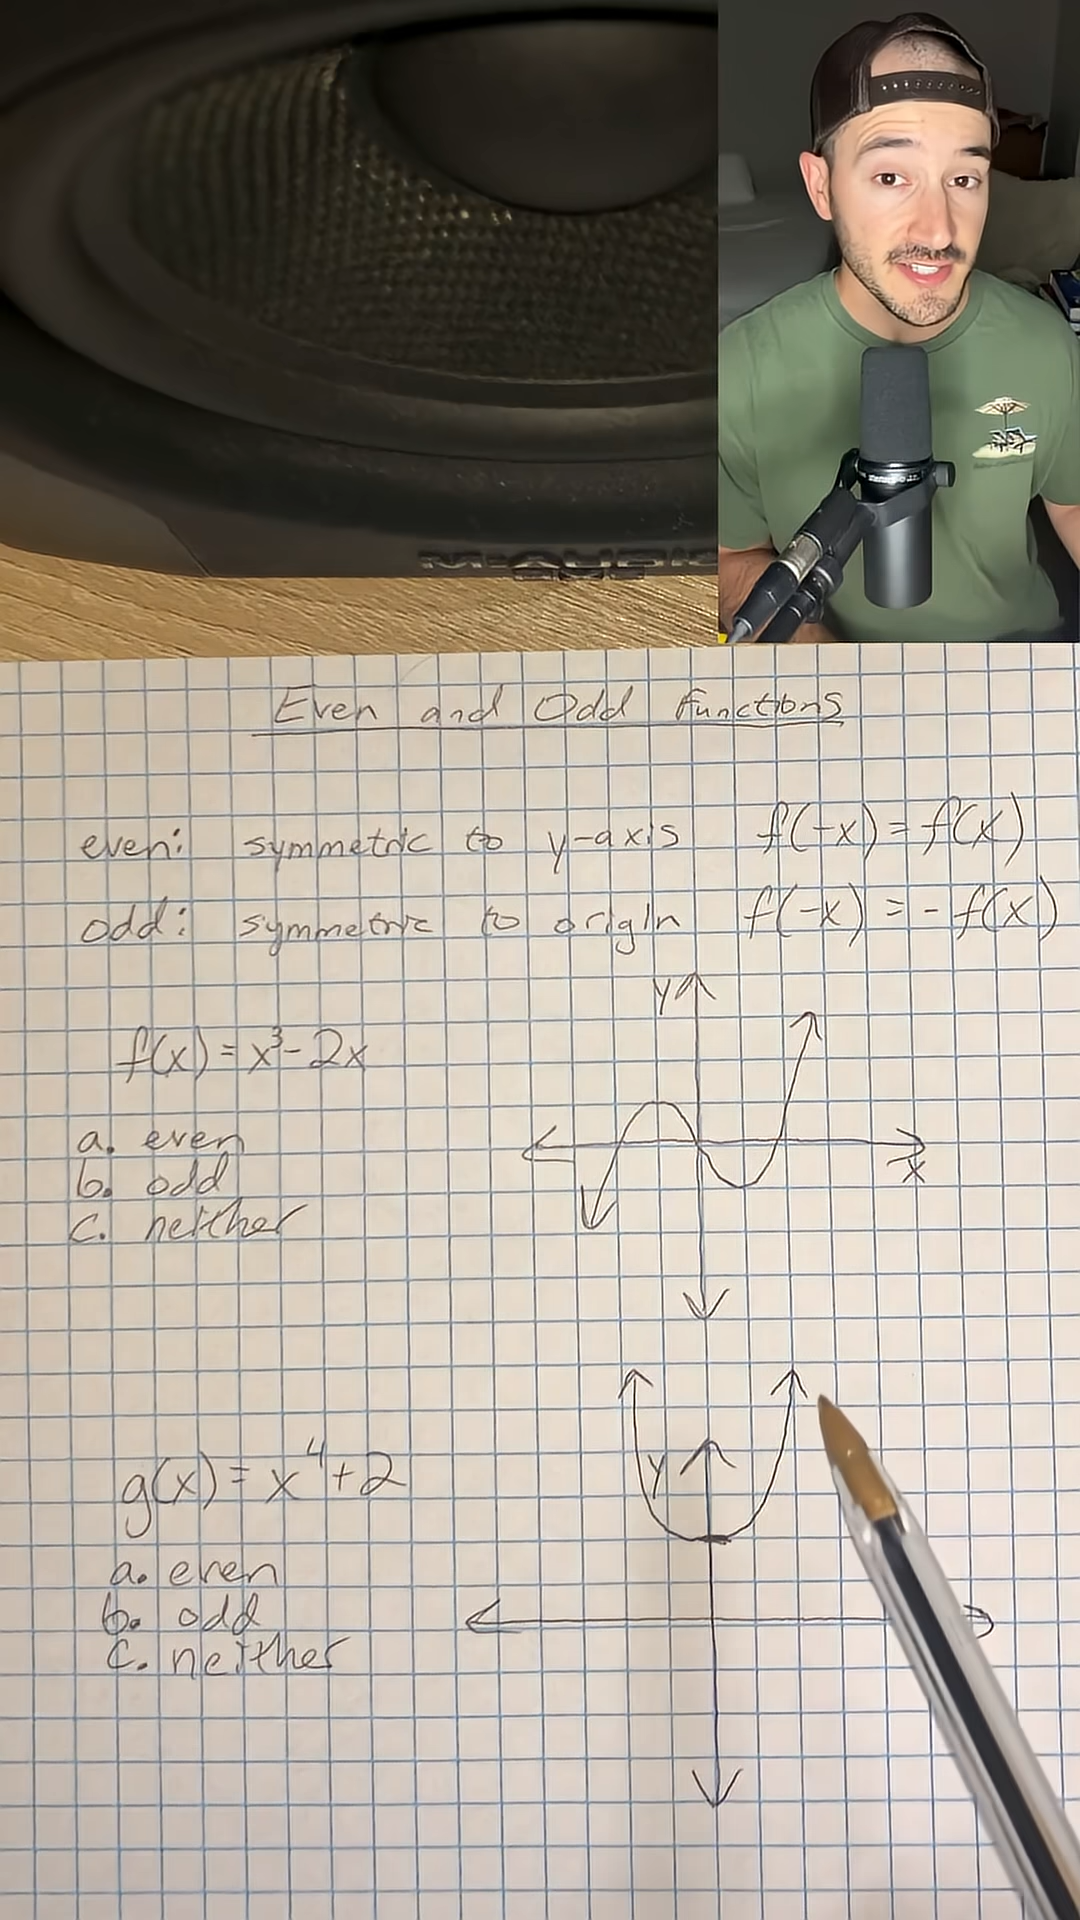 M-AUDIO
Even and Odd Functions
even: symmetric to y-axis f(-x) = f(x)
odd: symmetric to origin f(-x) = - f(x)
y
f(x) = x³- 2x
a. even
b. odd
c. neither
x
y
g(x) = x⁴+2
a. even
b. odd
c. neither